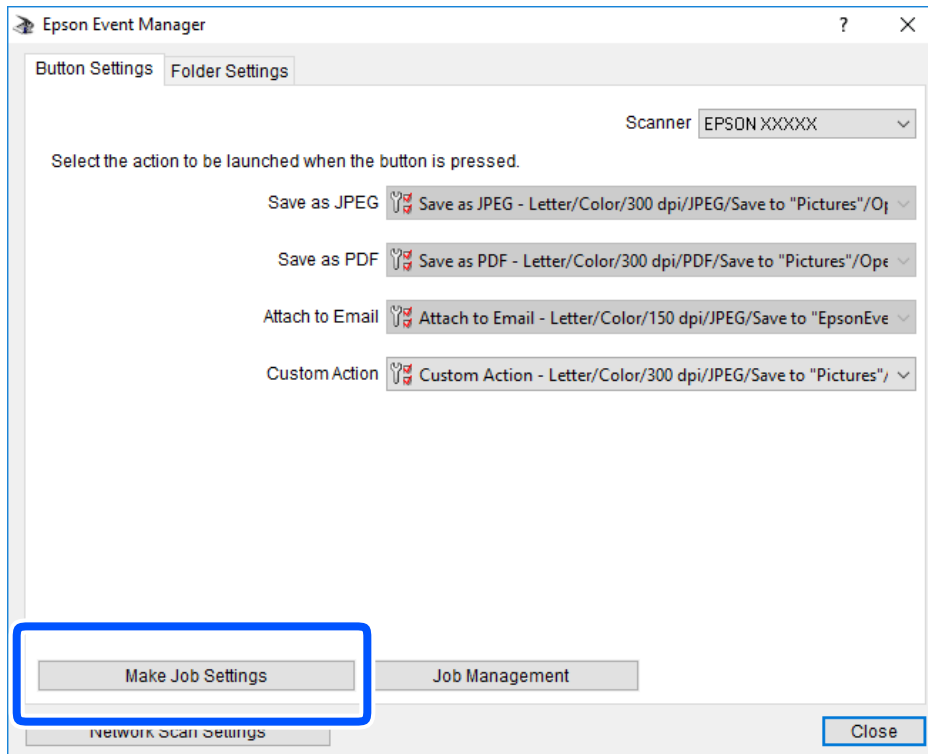 Epson Event Manager
Button Settings Folder Settings
Scanner EPSON XXXXX
Select the action to be launched when the button is pressed.
Save as JPEG Save as JPEG - Letter/Color/300 dpi/JPEG/Save to "Pictures"/Op
Save as PDF Save as PDF - Letter/Color/300 dpi/PDF/Save to "Pictures"/Ope
Attach to Email Attach to Email - Letter/Color/150 dpi/JPEG/Save to "EpsonEve
Custom Action Custom Action - Letter/Color/300 dpi/JPEG/Save to "Pictures"/
Make Job Settings Job Management
Network Scan Settings Close